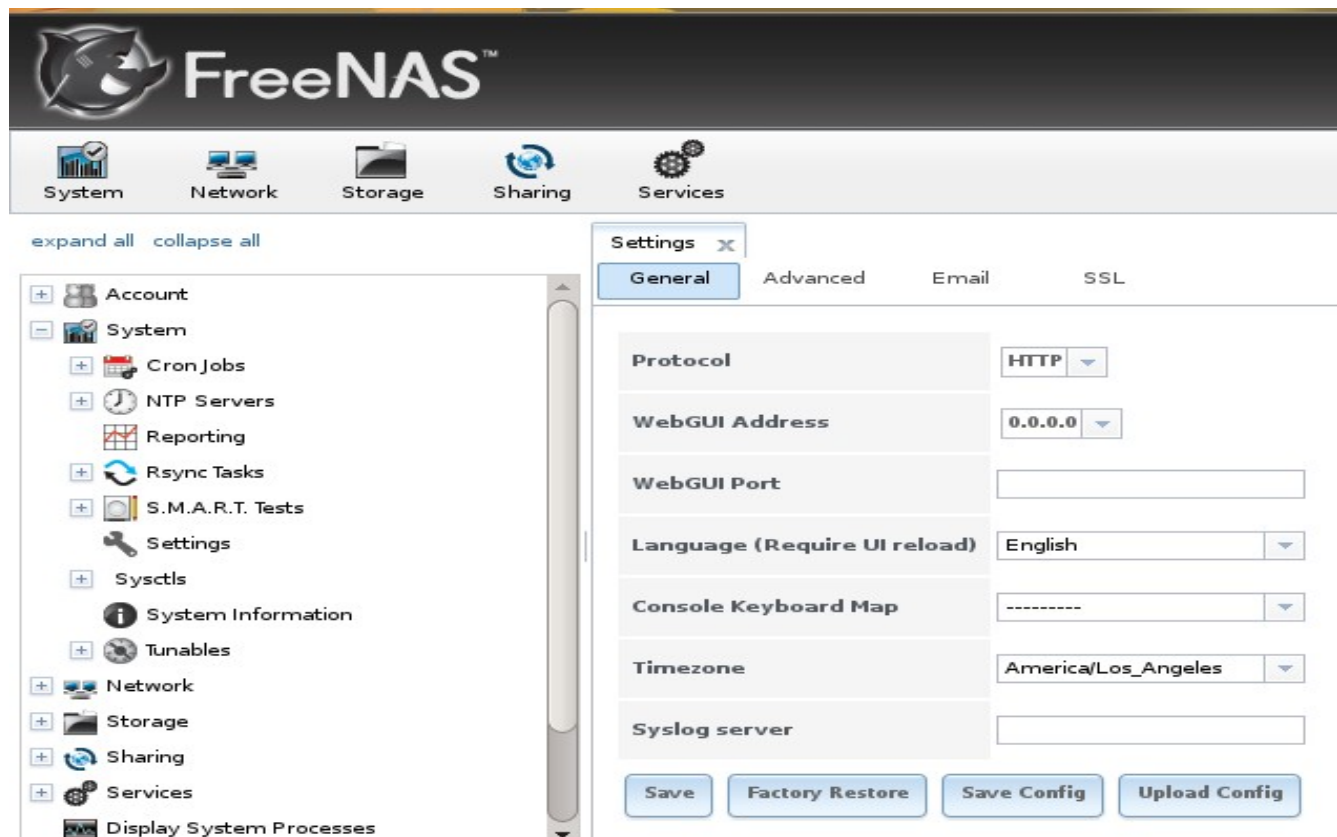 FreeNAS™
System Network Storage Sharing Services
expand all collapse all
Account
System
Cron Jobs
NTP Servers
Reporting
Rsync Tasks
S.M.A.R.T. Tests
Settings
Sysctls
System Information
Tunables
Network
Storage
Sharing
Services
Display System Processes
Settings
General Advanced Email SSL
Protocol HTTP
WebGUI Address 0.0.0.0
WebGUI Port
Language (Require UI reload) English
Console Keyboard Map ---------
Timezone America/Los_Angeles
Syslog server
Save Factory Restore Save Config Upload Config